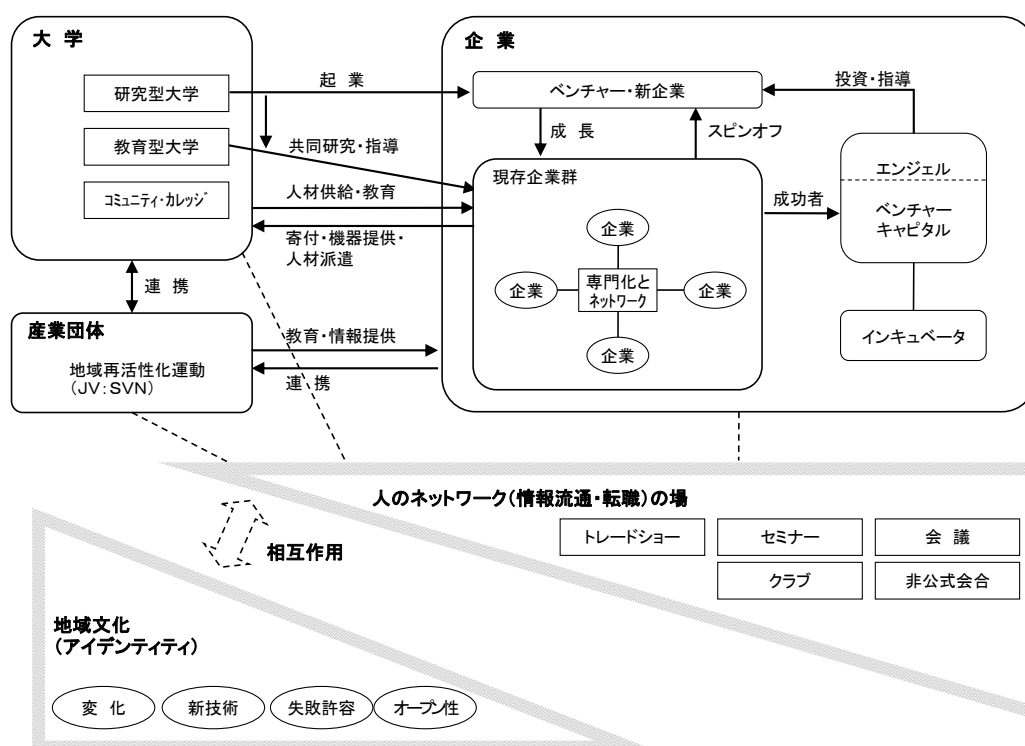 大 学
研究型大学
教育型大学
コミュニティ・カレッジ
起 業
共同研究・指導
人材供給・教育
寄付・機器提供・
人材派遣
連 携
産業団体
地域再活性化運動
(JV:SVN)
教育・情報提供
連 携
企 業
ベンチャー・新企業
成 長
スピンオフ
投資・指導
現存企業群
企業
企業
専門化と
ネットワーク
企業
企業
成功者
エンジェル
ベンチャー
キャピタル
インキュベータ
人のネットワーク(情報流通・転職)の場
トレードショー
セミナー
会 議
クラブ
非公式会合
相互作用
地域文化
(アイデンティティ)
変 化
新技術
失敗許容
オープン性